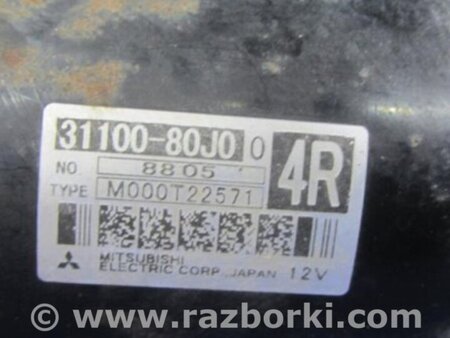 31100-80J0 0
4R
NO. 8805
TYPE M000T22571
MITSUBISHI
ELECTRIC CORP. JAPAN 12V
© www.razborki.com